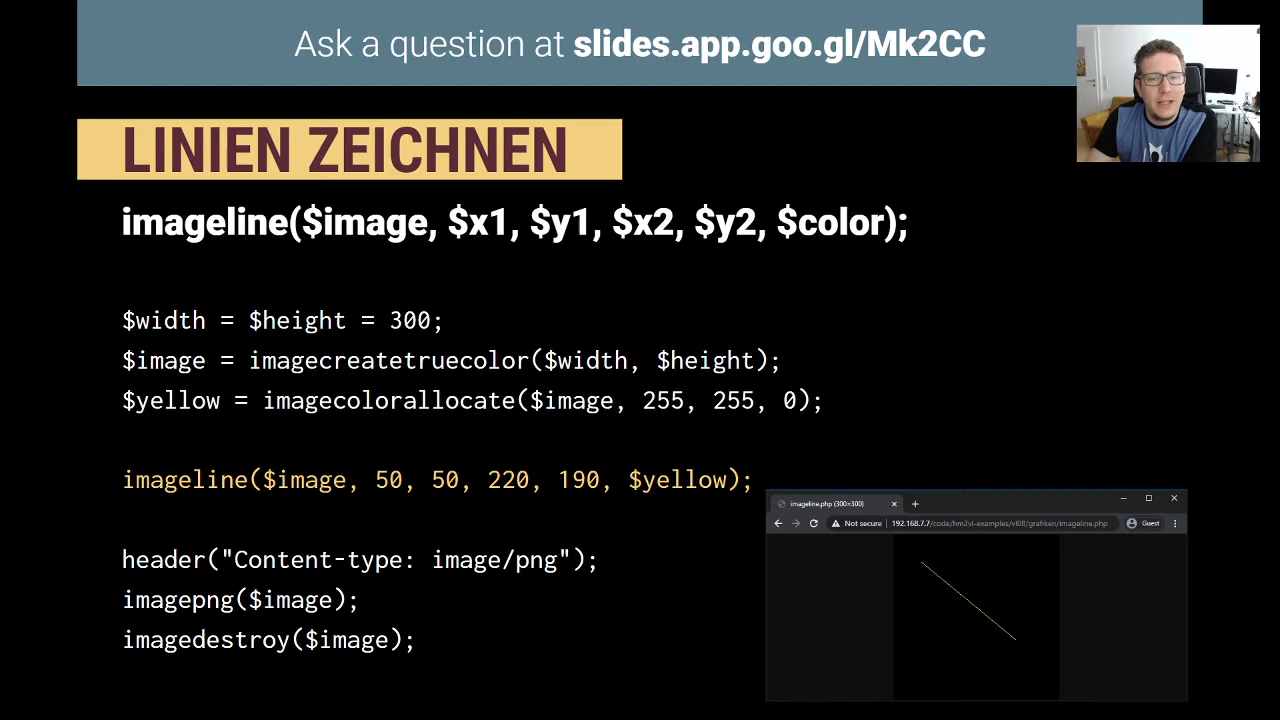 Ask a question at slides.app.goo.gl/Mk2CC
LINIEN ZEICHNEN
imageline($image, $x1, $y1, $x2, $y2, $color);
$width = $height = 300;
$image = imagecreatetruecolor($width, $height);
$yellow = imagecolorallocate($image, 255, 255, 0);
imageline($image, 50, 50, 220, 190, $yellow);
header("Content-type: image/png");
imagepng($image);
imagedestroy($image);
imageline.php (300×300)
Not secure 192.168.7.7/code/hm2vl-examples/vl08/grafiken/imageline.php Guest